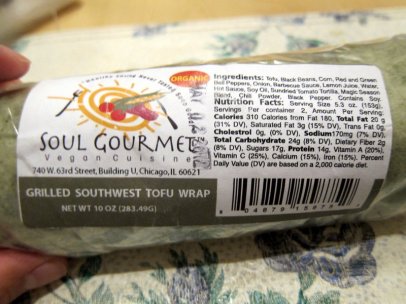 Healthy Eating Never Tasted
ORGANIC
SOUL GOURMET
Vegan Cuisine
740 W. 63rd Street, Building U, Chicago, IL 60621
GRILLED SOUTHWEST TOFU WRAP
NET WT 10 OZ (283.49G)
Ingredients: Tofu, Black Beans, Corn, Red and Green
Bell Peppers, Onion, Barbecue Sauce, Lemon Juice, Water,
Hot Sauce, Soy Oil, Sundried Tomato Tortilla, Magic Season
Blend, Chili Powder, Black Pepper. Contains Soy.
Nutrition Facts: Serving Size 5.3 oz. (153g),
Servings Per container 2, Amount Per Serving:
Calories 310 Calories from Fat 180, Total Fat 20 g
(31% DV), Saturated Fat 3g (15% DV), Trans Fat 0g,
Cholesterol 0g, (0% DV), Sodium170mg (7% DV),
Total Carbohydrate 24g (8% DV), Dietary Fiber 2g
(8% DV), Sugars 17g, Protein 14g, Vitamin A (20%),
Vitamin C (25%), Calcium (15%), Iron (15%). Percent
Daily Value (DV) are based on a 2,000 calorie diet.